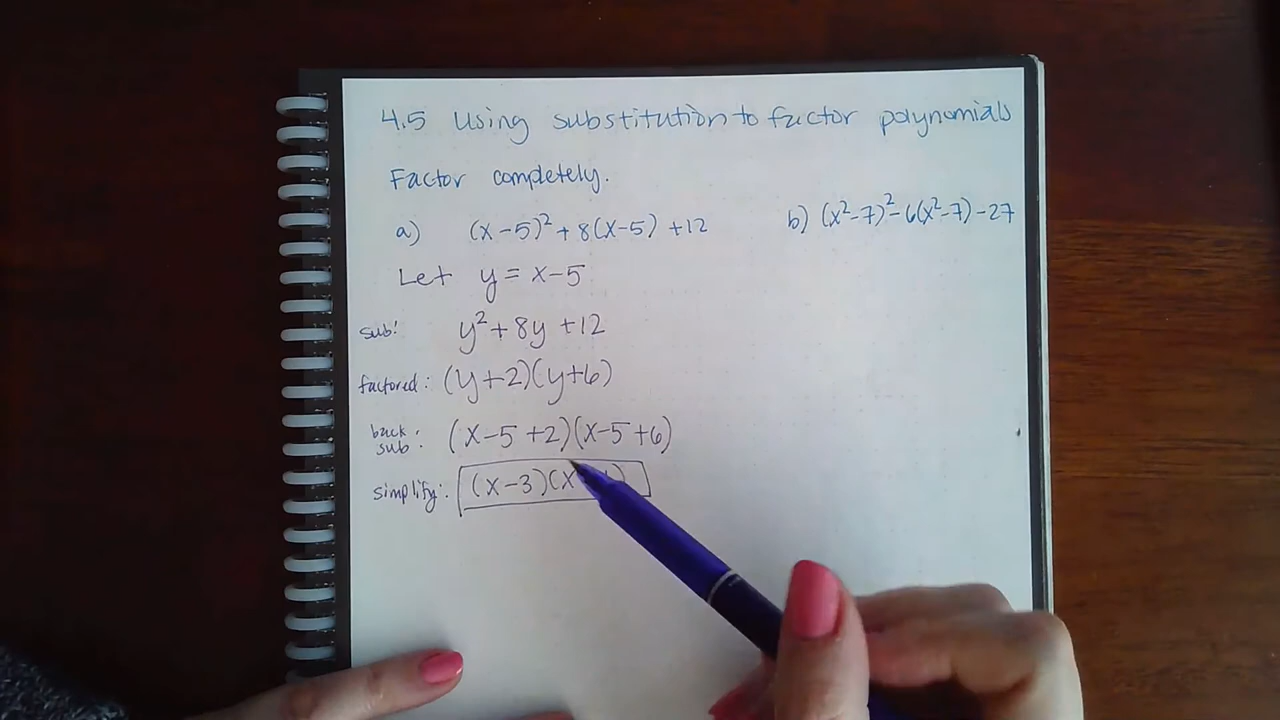 4.5 Using substitution to factor polynomials
Factor completely.
a) (x-5)²+8(x-5)+12
b) (x²-7)²-6(x²-7)-27
Let y = x-5
sub: y²+8y+12
factored: (y+2)(y+6)
back sub: (x-5+2)(x-5+6)
simplify: (x-3)(x